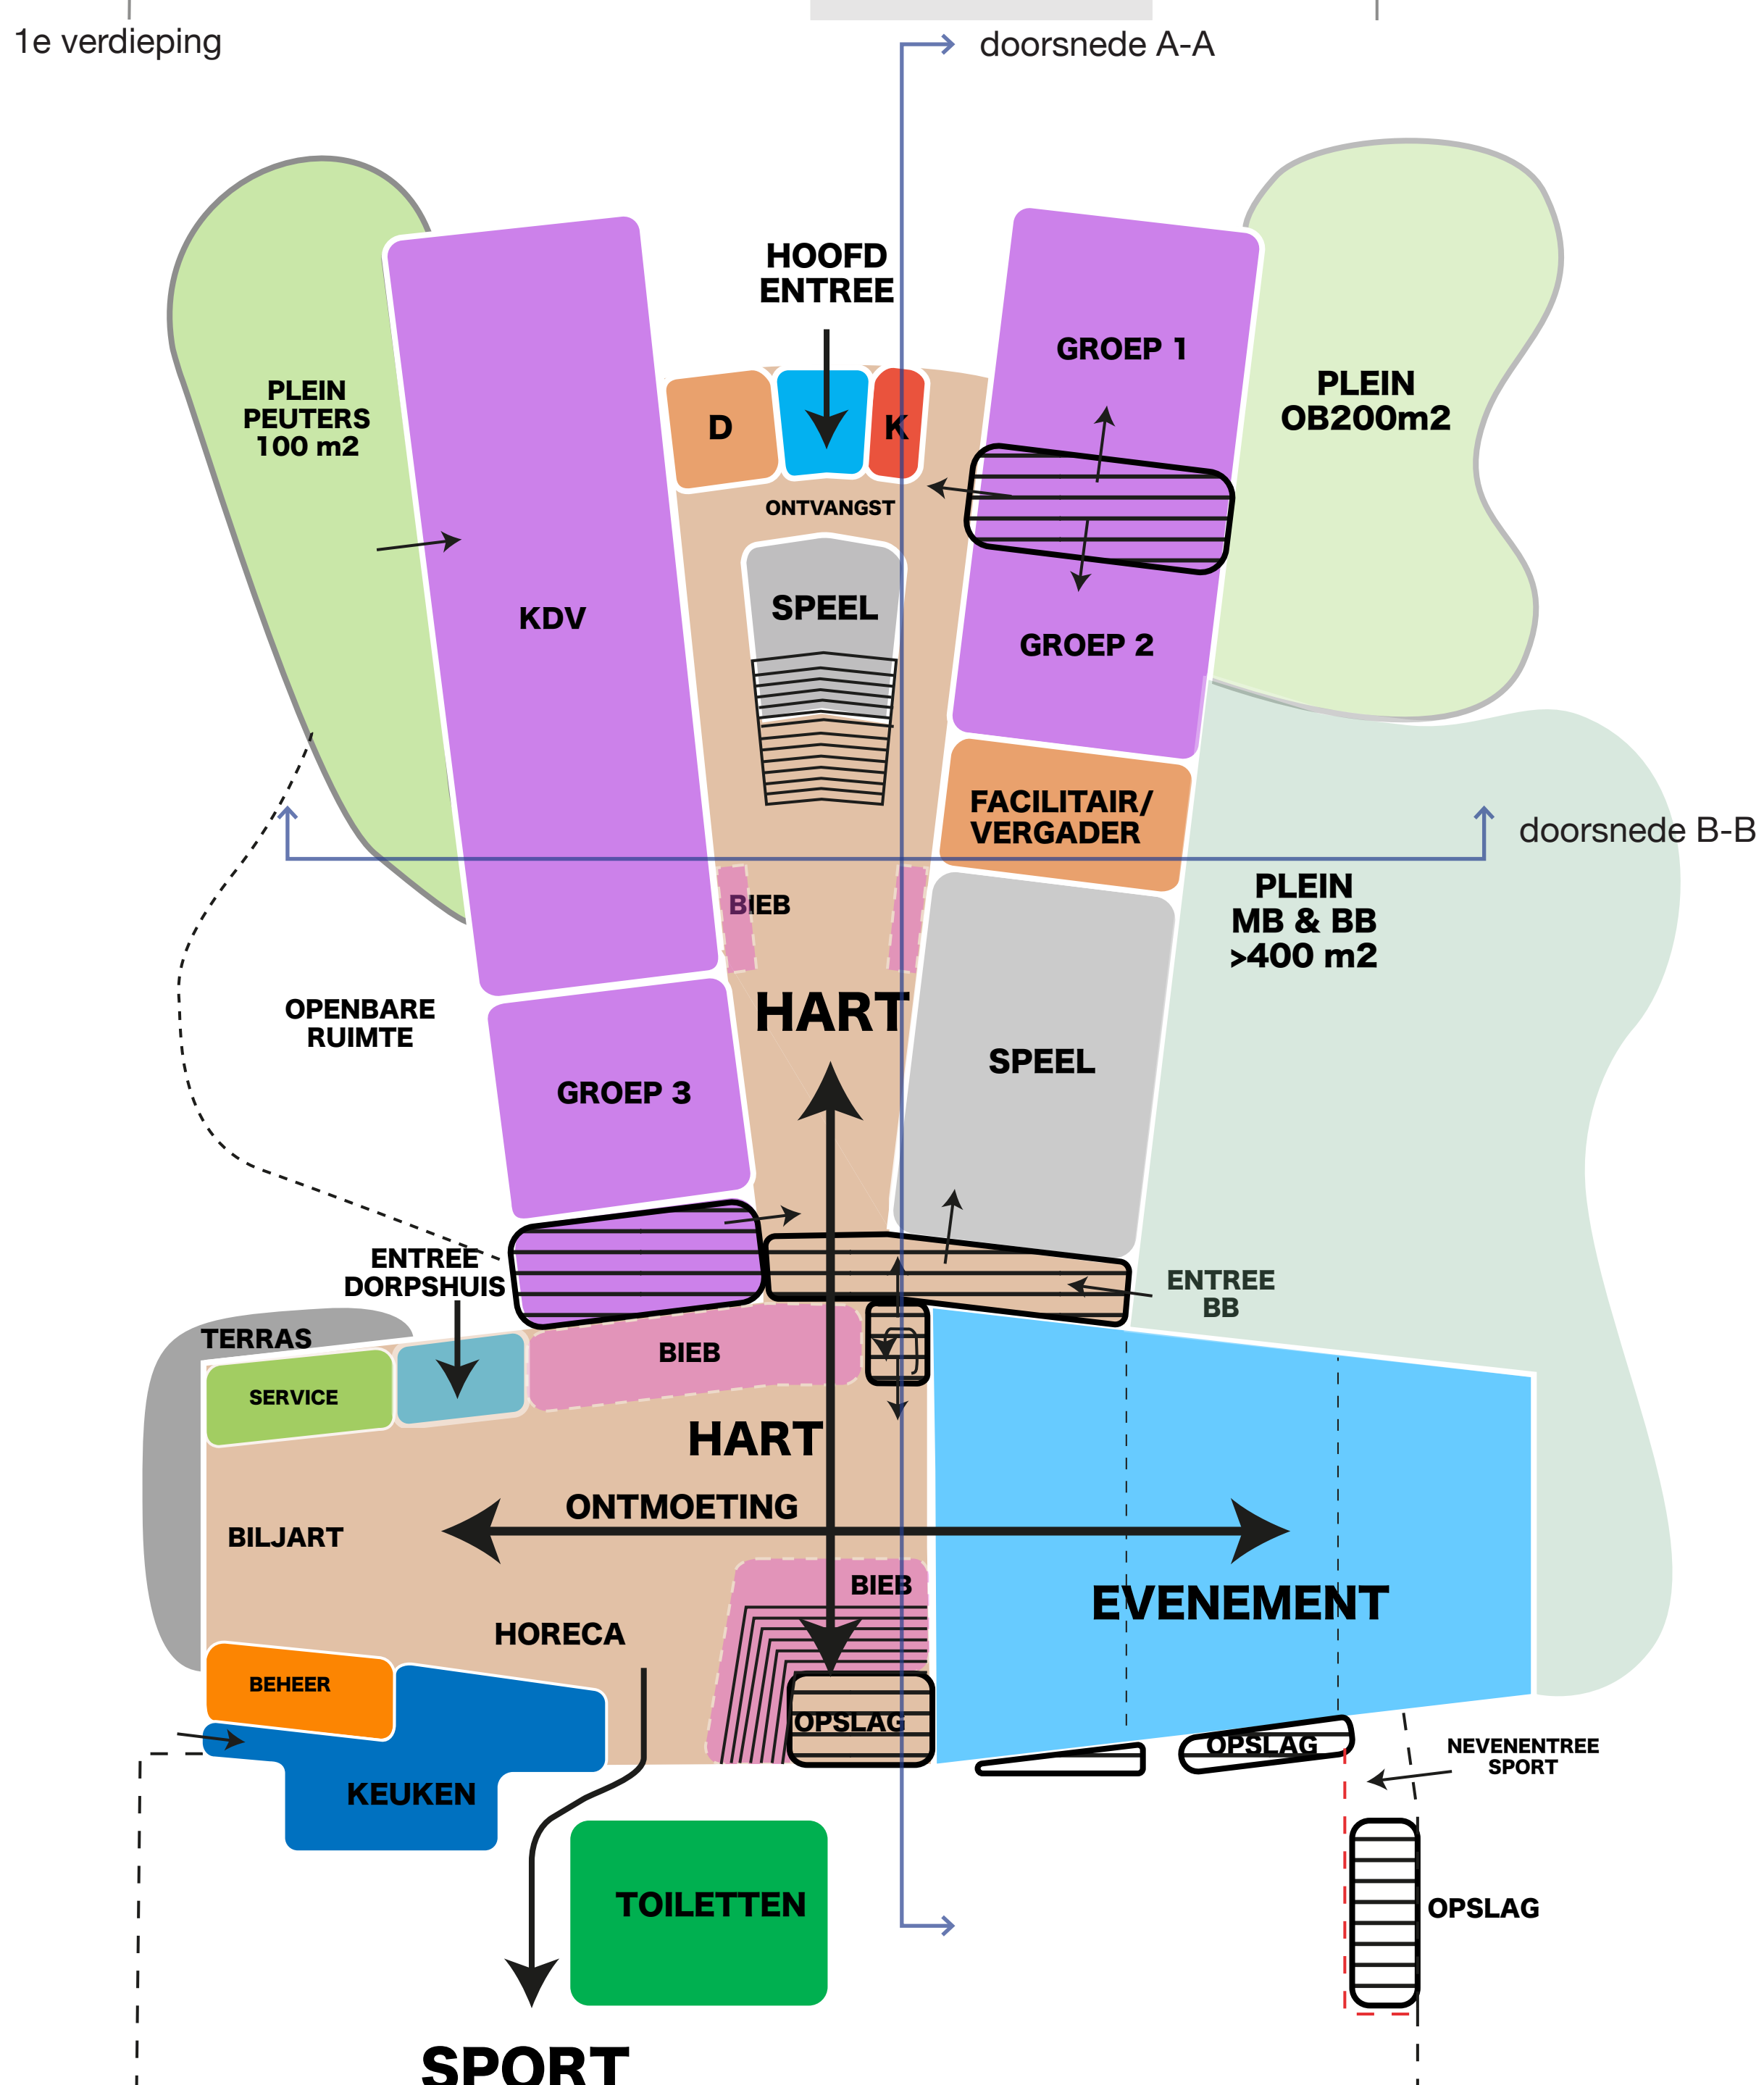 1e verdieping
doorsnede A-A
HOOFD
ENTREE
GROEP 1
PLEIN
PEUTERS
100 m2
PLEIN
OB200m2
D
K
ONTVANGST
SPEEL
KDV
GROEP 2
FACILITAIR/
VERGADER
doorsnede B-B
PLEIN
MB & BB
>400 m2
BIEB
HART
OPENBARE
RUIMTE
SPEEL
GROEP 3
ENTREE
DORPSHUIS
ENTREE
BB
TERRAS
BIEB
SERVICE
HART
ONTMOETING
BILJART
BIEB
EVENEMENT
HORECA
BEHEER
OPSLAG
OPSLAG
NEVENENTREE
SPORT
KEUKEN
TOILETTEN
OPSLAG
SPORT